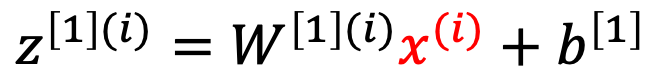 z^{[1](i)} = W^{[1](i)}x^{(i)} + b^{[1]}